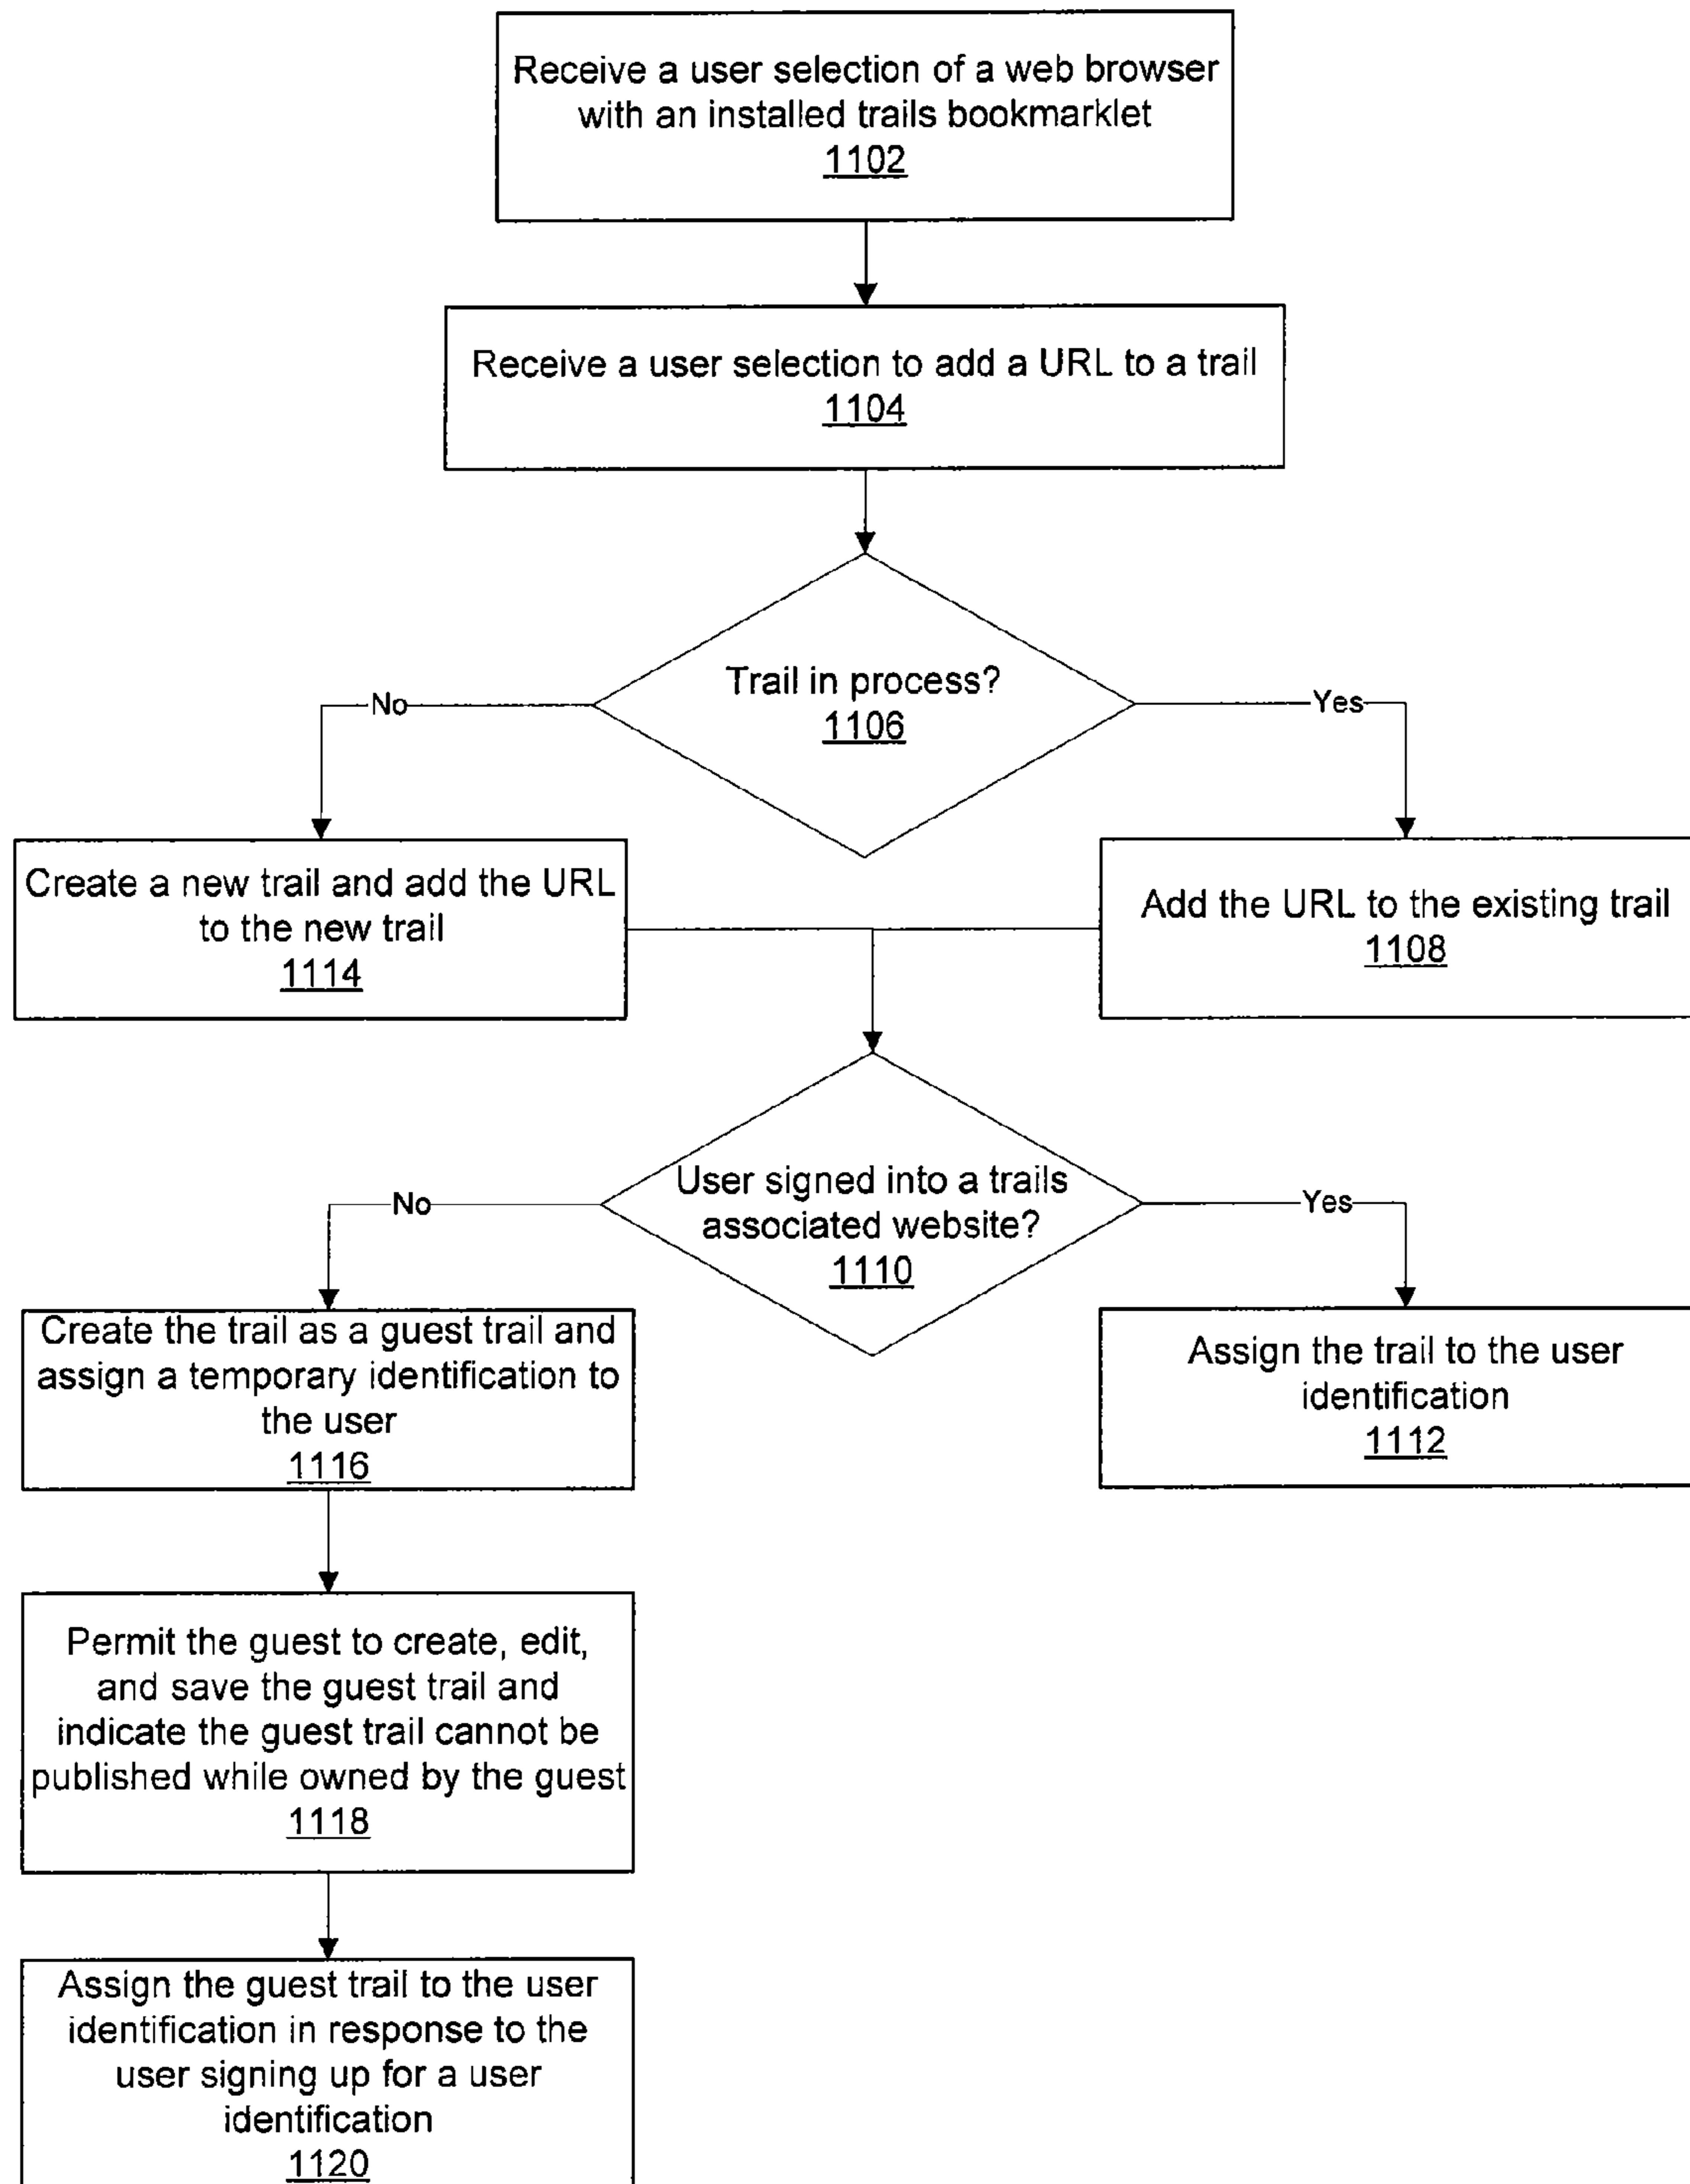 Receive a user selection of a web browser
with an installed trails bookmarklet
1102
Receive a user selection to add a URL to a trail
1104
Trail in process?
1106
No
Yes
Create a new trail and add the URL
to the new trail
1114
Add the URL to the existing trail
1108
User signed into a trails
associated website?
1110
No
Yes
Create the trail as a guest trail and
assign a temporary identification to
the user
1116
Assign the trail to the user
identification
1112
Permit the guest to create, edit,
and save the guest trail and
indicate the guest trail cannot be
published while owned by the guest
1118
Assign the guest trail to the user
identification in response to the
user signing up for a user
identification
1120